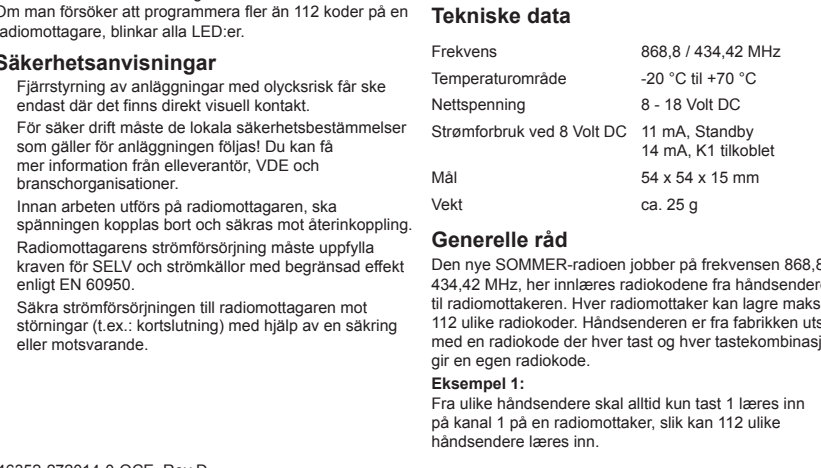 Om man försöker att programmera fler än 112 koder på en
radiomottagare, blinkar alla LED:er.
Säkerhetsanvisningar
Fjärrstyrning av anläggningar med olycksrisk får ske
endast där det finns direkt visuell kontakt.
För säker drift måste de lokala säkerhetsbestämmelser
som gäller för anläggningen följas! Du kan få
mer information från elleverantör, VDE och
branschorganisationer.
Innan arbeten utförs på radiomottagaren, ska
spänningen kopplas bort och säkras mot återinkoppling.
Radiomottagarens strömförsörjning måste uppfylla
kraven för SELV och strömkällor med begränsad effekt
enligt EN 60950.
Säkra strömförsörjningen till radiomottagaren mot
störningar (t.ex.: kortslutning) med hjälp av en säkring
eller motsvarande.
Tekniske data
Frekvens 868,8 / 434,42 MHz
Temperaturområde -20 °C til +70 °C
Nettspenning 8 - 18 Volt DC
Strømforbruk ved 8 Volt DC 11 mA, Standby
14 mA, K1 tilkoblet
Mål 54 x 54 x 15 mm
Vekt ca. 25 g
Generelle råd
Den nye SOMMER-radioen jobber på frekvensen 868,8
434,42 MHz, her innlæres radiokodene fra håndsendere
til radiomottakeren. Hver radiomottaker kan lagre maks
112 ulike radiokoder. Håndsenderen er fra fabrikken uts
med en radiokode der hver tast og hver tastekombinasj
gir en egen radiokode.
Eksempel 1:
Fra ulike håndsendere skal alltid kun tast 1 læres inn
på kanal 1 på en radiomottaker, slik kan 112 ulike
håndsendere læres inn.